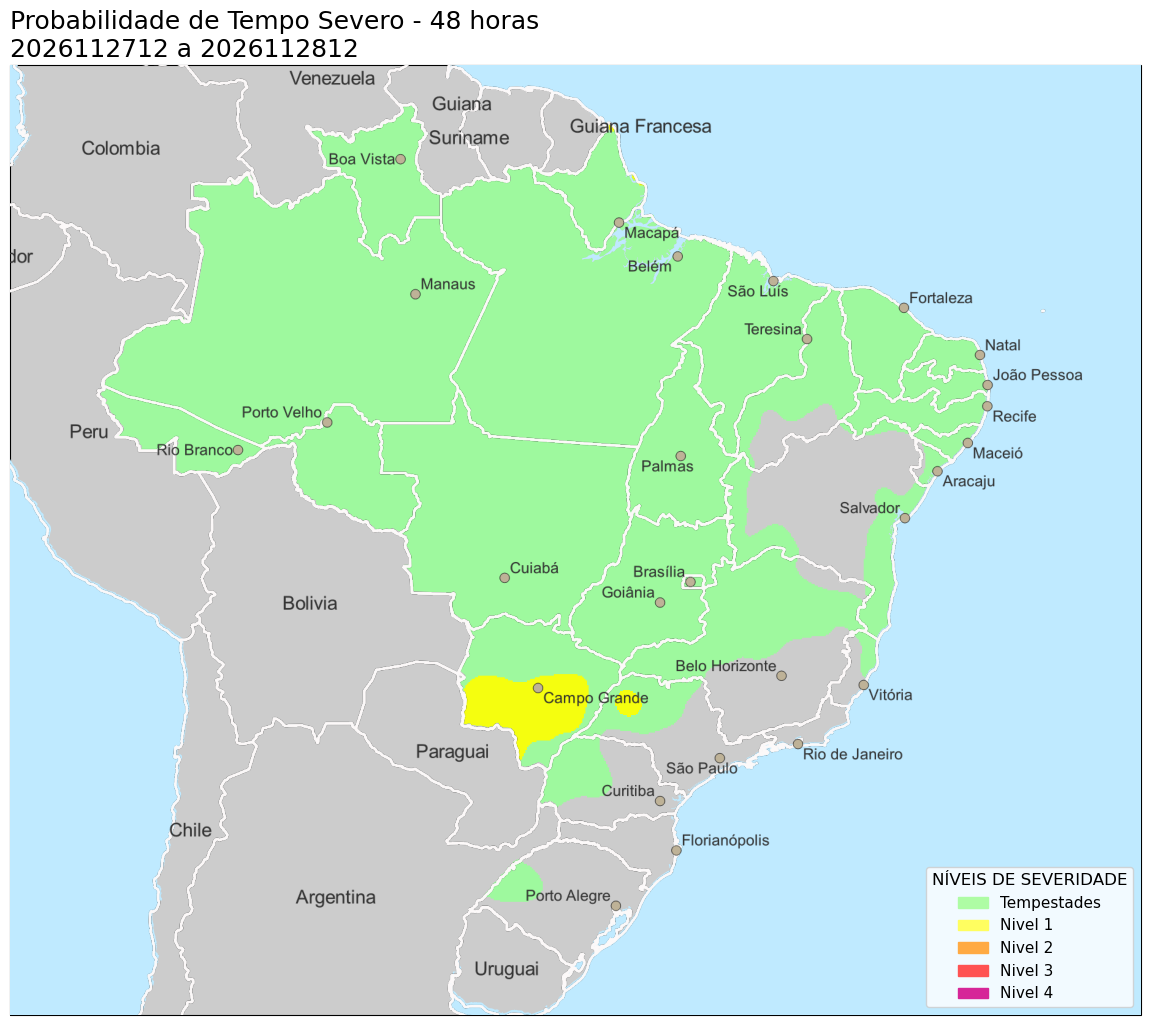 Probabilidade de Tempo Severo - 48 horas
2026112712 a 2026112812
Venezuela
Guiana
Guiana Francesa
Suriname
Colombia
Boa Vista
Macapá
dor
Belém
Manaus
São Luís
Fortaleza
Teresina
Natal
João Pessoa
Porto Velho
Recife
Peru
Rio Branco
Maceió
Palmas
Aracaju
Salvador
Cuiabá
Brasília
Goiânia
Bolivia
Belo Horizonte
Campo Grande
Vitória
Paraguai
Rio de Janeiro
São Paulo
Curitiba
Chile
Florianópolis
Argentina
Porto Alegre
Uruguai
NÍVEIS DE SEVERIDADE
Tempestades
Nivel 1
Nivel 2
Nivel 3
Nivel 4